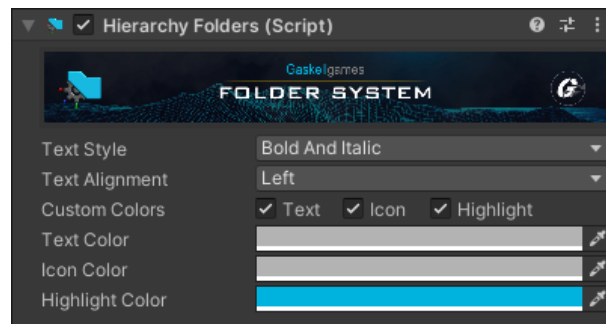 Hierarchy Folders (Script)
Gaskellgames
FOLDER SYSTEM
G
Text Style Bold And Italic
Text Alignment Left
Custom Colors Text Icon Highlight
Text Color
Icon Color
Highlight Color